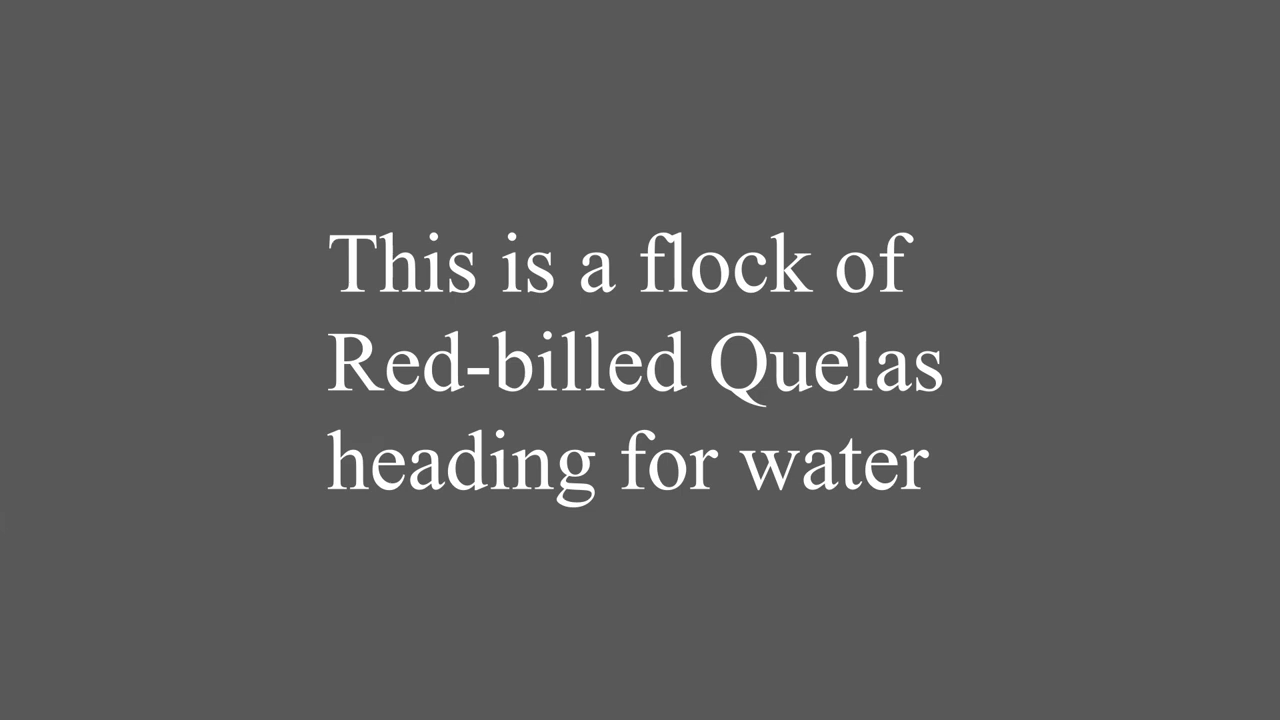 This is a flock of
Red-billed Quelas
heading for water